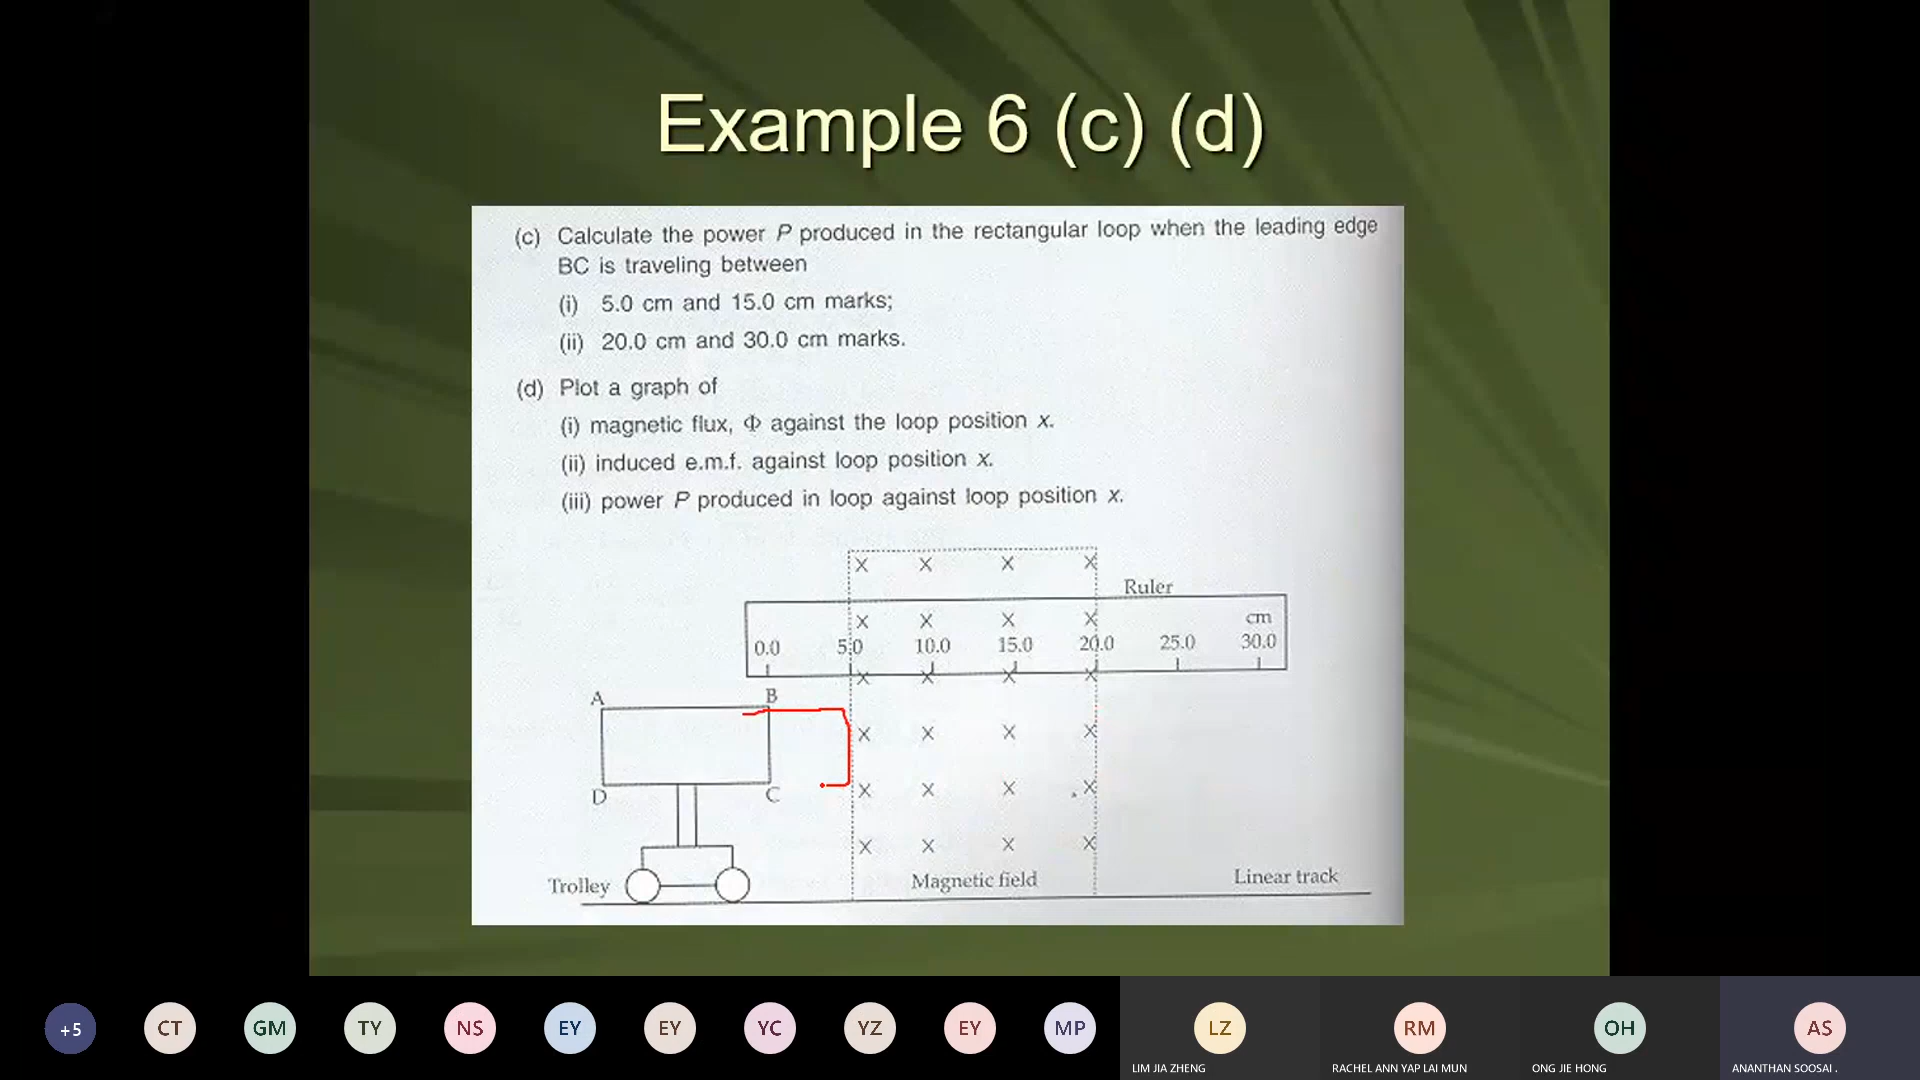 Example 6 (c) (d)
(c) Calculate the power P produced in the rectangular loop when the leading edge
BC is traveling between
(i) 5.0 cm and 15.0 cm marks;
(ii) 20.0 cm and 30.0 cm marks.
(d) Plot a graph of
(i) magnetic flux, Φ against the loop position x.
(ii) induced e.m.f. against loop position x.
(iii) power P produced in loop against loop position x.
X X X X
Ruler
X X X X cm
0.0 5.0 10.0 15.0 20.0 25.0 30.0
X X X X
A B
X X X X
D C X X X X
X X X X
Trolley Magnetic field Linear track
+5 CT GM TY NS EY EY YC YZ EY MP LZ RM OH AS
LIM JIA ZHENG RACHEL ANN YAP LAI MUN ONG JIE HONG ANANTHAN SOOSAI .